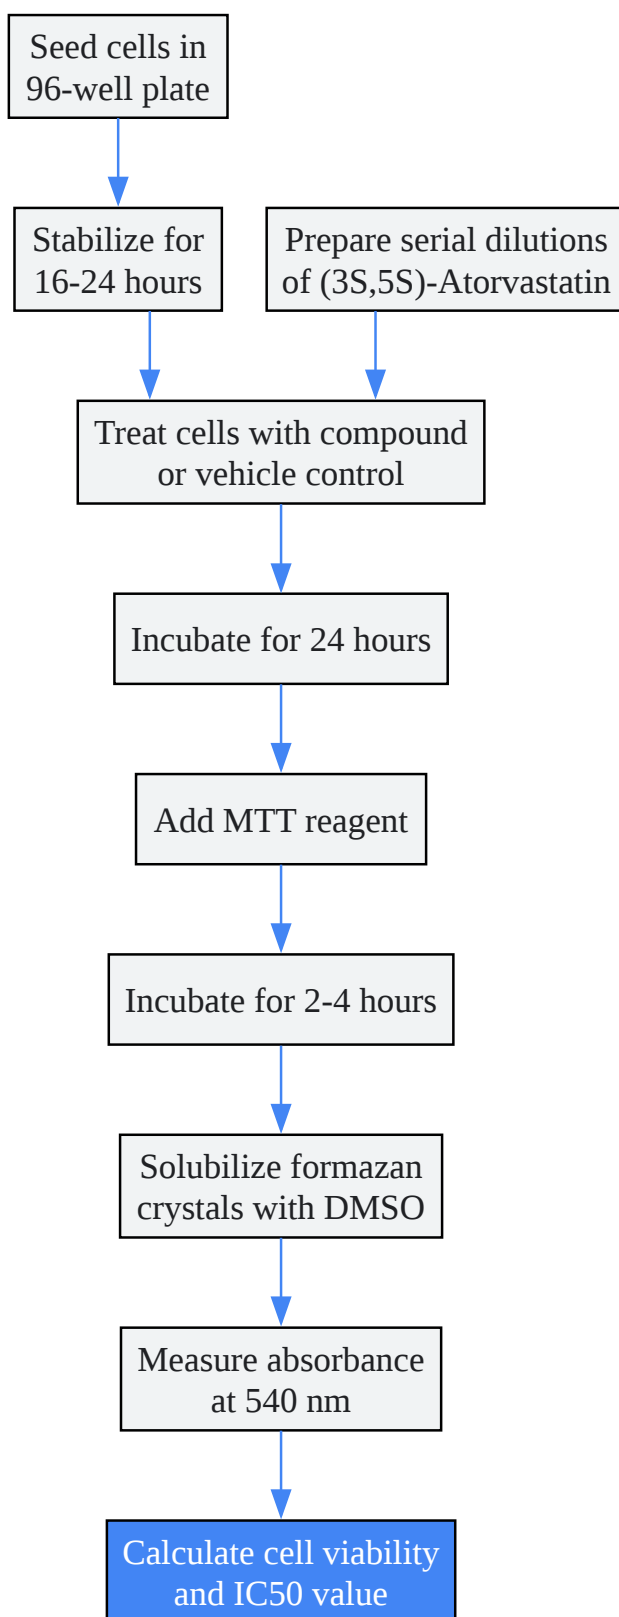 Seed cells in
96-well plate
Stabilize for
16-24 hours
Prepare serial dilutions
of (3S,5S)-Atorvastatin
Treat cells with compound
or vehicle control
Incubate for 24 hours
Add MTT reagent
Incubate for 2-4 hours
Solubilize formazan
crystals with DMSO
Measure absorbance
at 540 nm
Calculate cell viability
and IC50 value